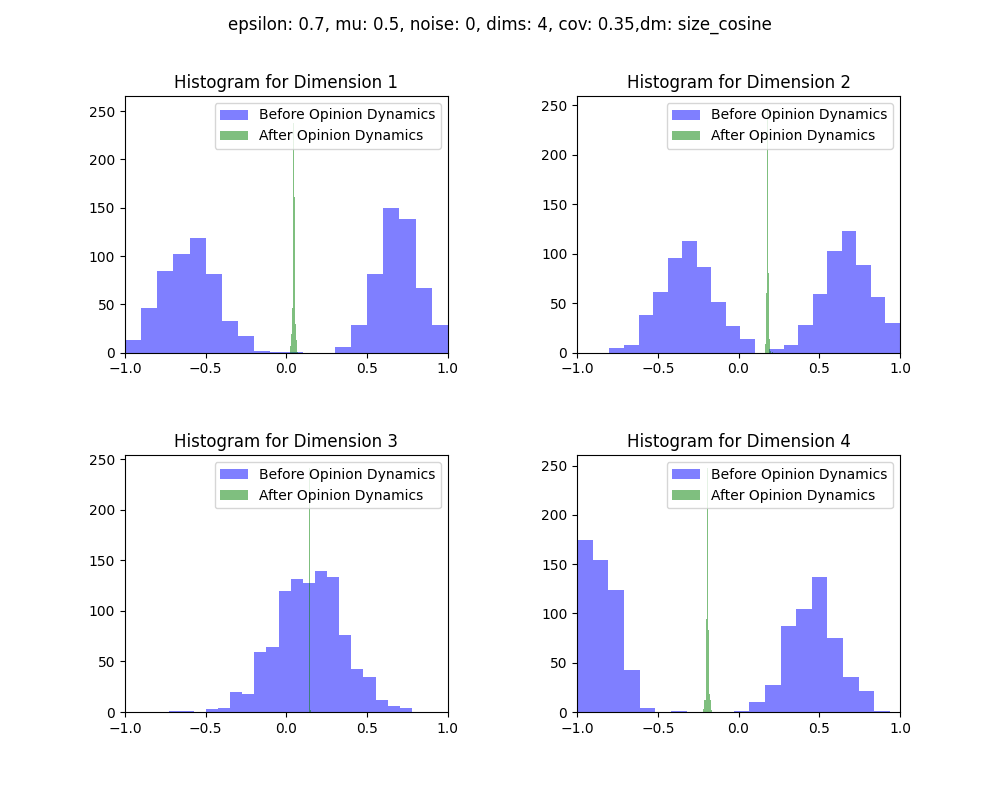 epsilon: 0.7, mu: 0.5, noise: 0, dims: 4, cov: 0.35,dm: size_cosine
Histogram for Dimension 1
Before Opinion Dynamics
After Opinion Dynamics
250
200
150
100
50
0
−1.0 −0.5 0.0 0.5 1.0
Histogram for Dimension 2
Before Opinion Dynamics
After Opinion Dynamics
250
200
150
100
50
0
−1.0 −0.5 0.0 0.5 1.0
Histogram for Dimension 3
Before Opinion Dynamics
After Opinion Dynamics
250
200
150
100
50
0
−1.0 −0.5 0.0 0.5 1.0
Histogram for Dimension 4
Before Opinion Dynamics
After Opinion Dynamics
250
200
150
100
50
0
−1.0 −0.5 0.0 0.5 1.0